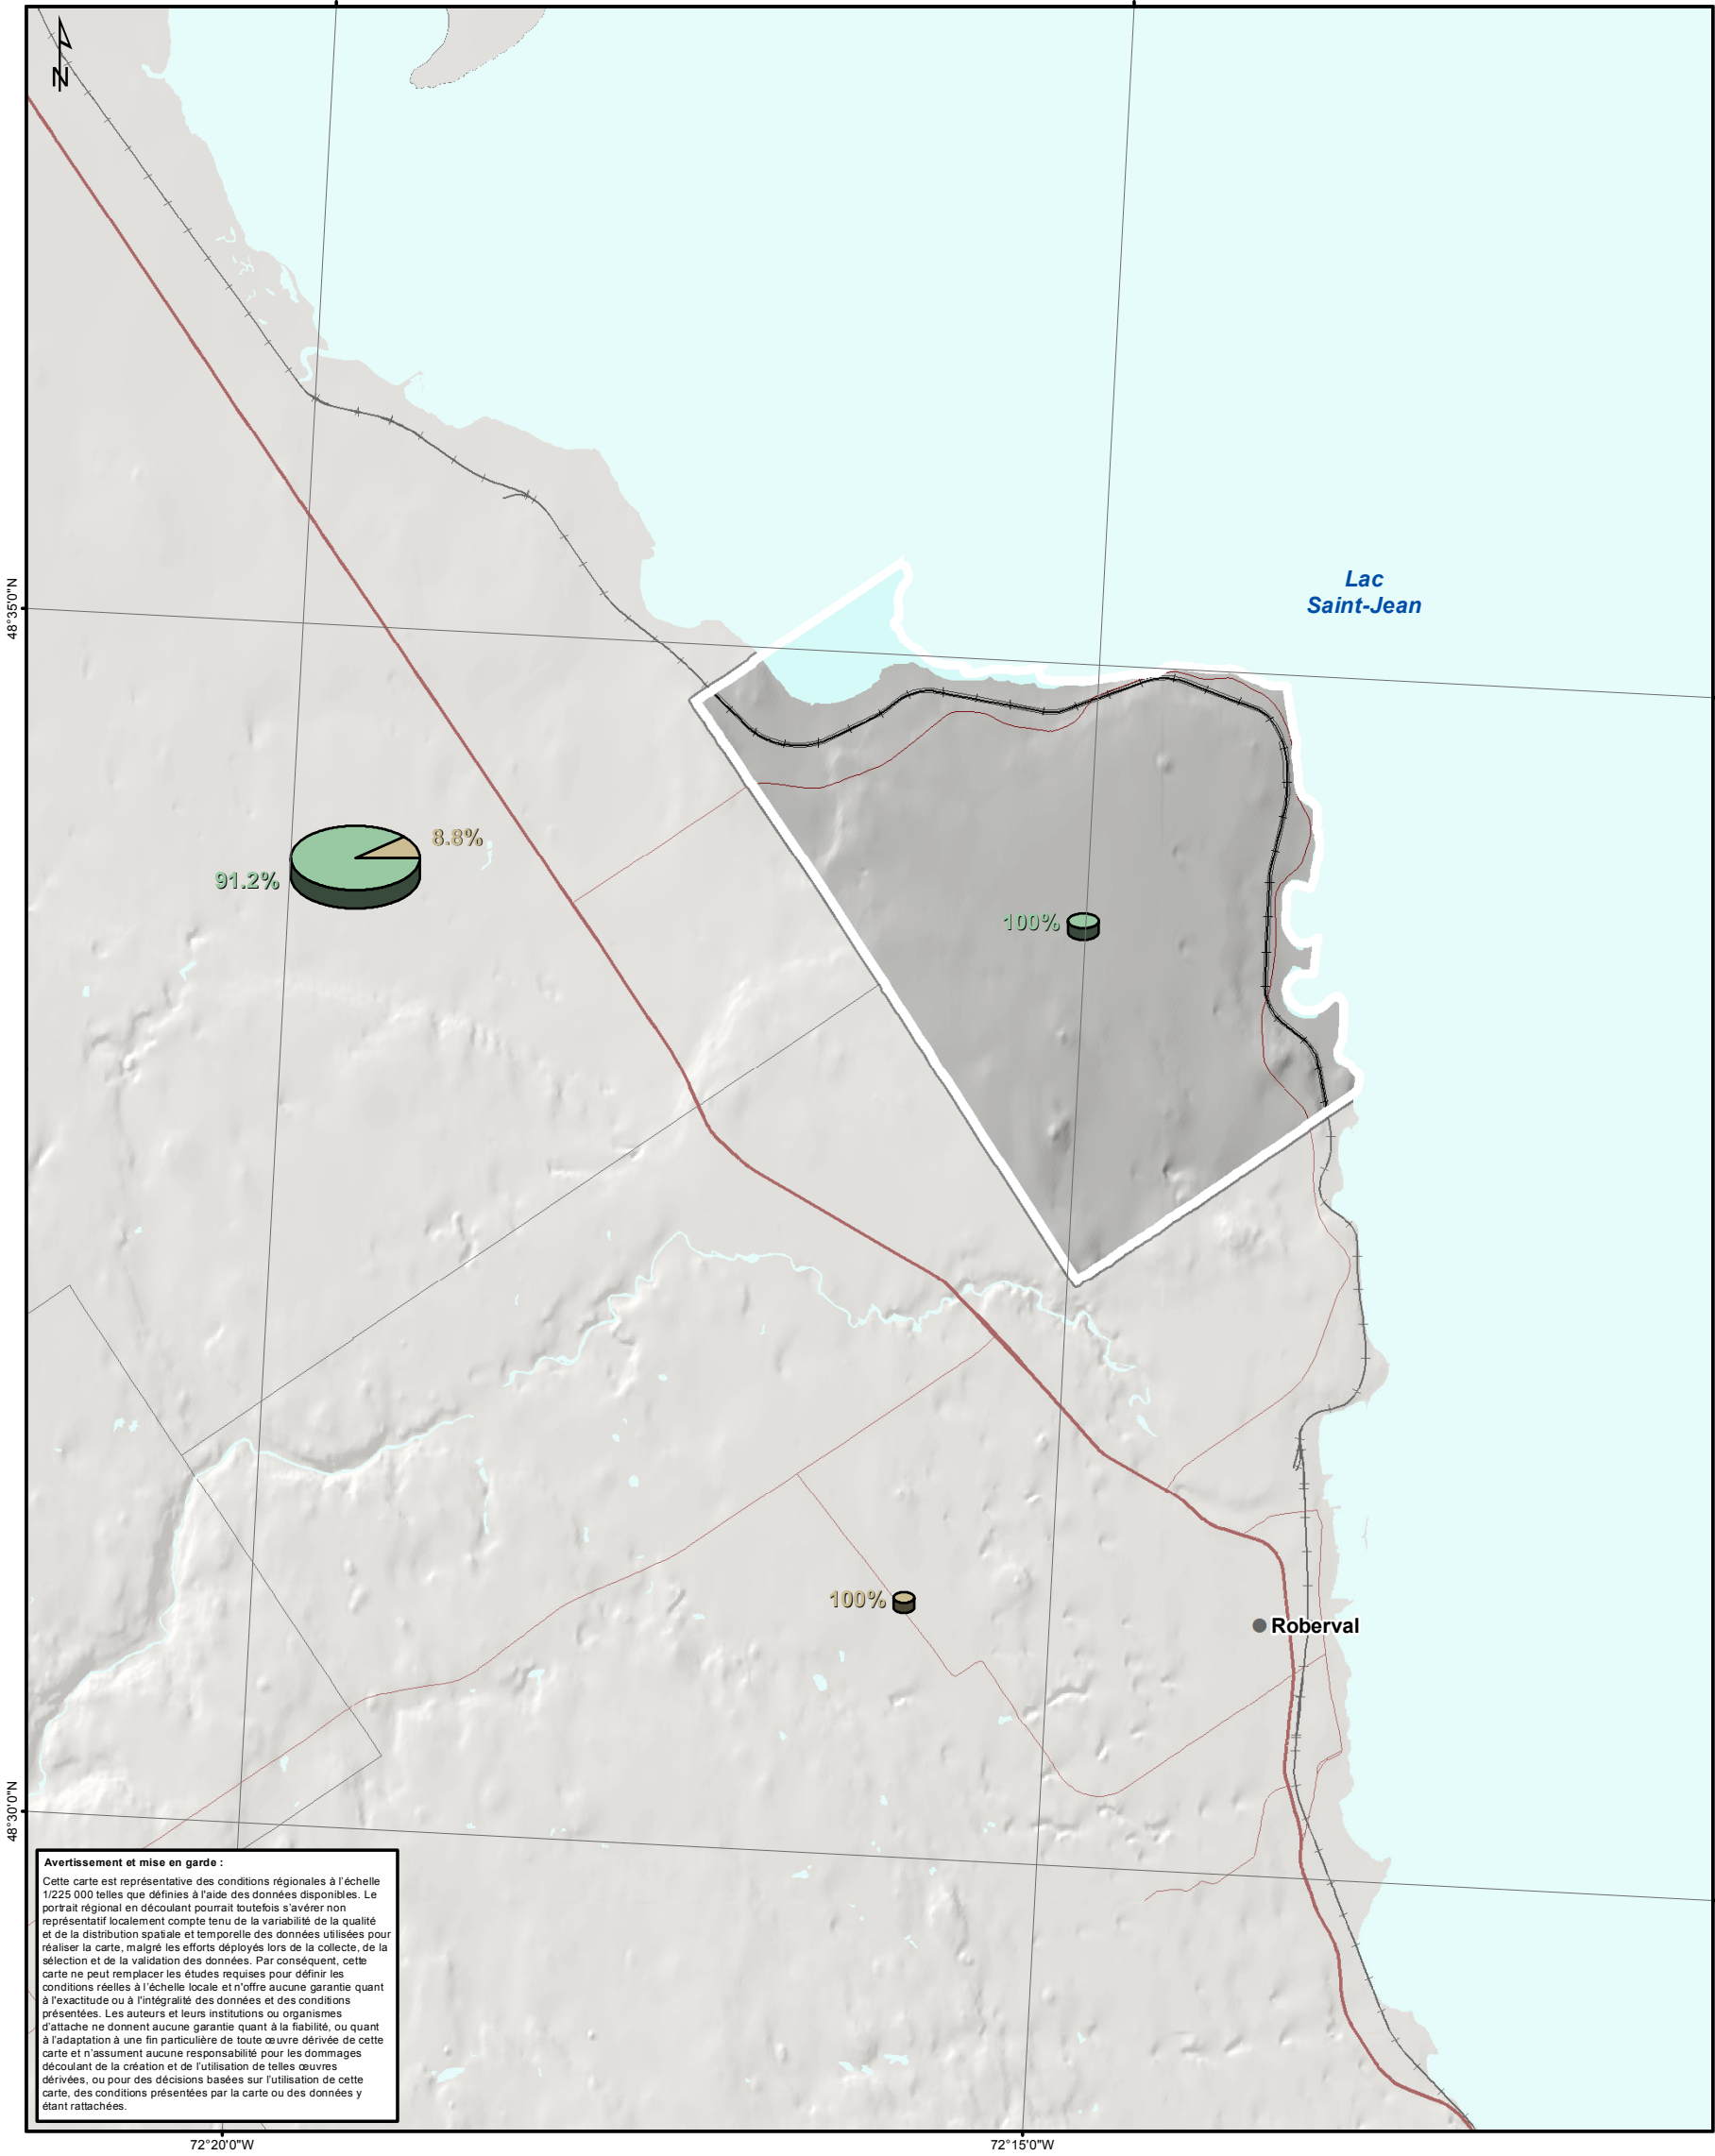 N
Lac
Saint-Jean
48°35'0"N
8.8%
91.2%
100%
100%
Roberval
48°30'0"N
Avertissement et mise en garde :
Cette carte est représentative des conditions régionales à l'échelle
1/225 000 telles que définies à l'aide des données disponibles. Le
portrait régional en découlant pourrait toutefois s'avérer non
représentatif localement compte tenu de la variabilité de la qualité
et de la distribution spatiale et temporelle des données utilisées pour
réaliser la carte, malgré les efforts déployés lors de la collecte, de la
sélection et de la validation des données. Par conséquent, cette
carte ne peut remplacer les études requises pour définir les
conditions réelles à l'échelle locale et n'offre aucune garantie quant
à l'exactitude ou à l'intégralité des données et des conditions
présentées. Les auteurs et leurs institutions ou organismes
d'attache ne donnent aucune garantie quant à la fiabilité, ou quant
à l'adaptation à une fin particulière de toute œuvre dérivée de cette
carte et n'assument aucune responsabilité pour les dommages
découlant de la création et de l'utilisation de telles œuvres
dérivées, ou pour des décisions basées sur l'utilisation de cette
carte, des conditions présentées par la carte ou des données y
étant rattachées.
72°20'0"W
72°15'0"W